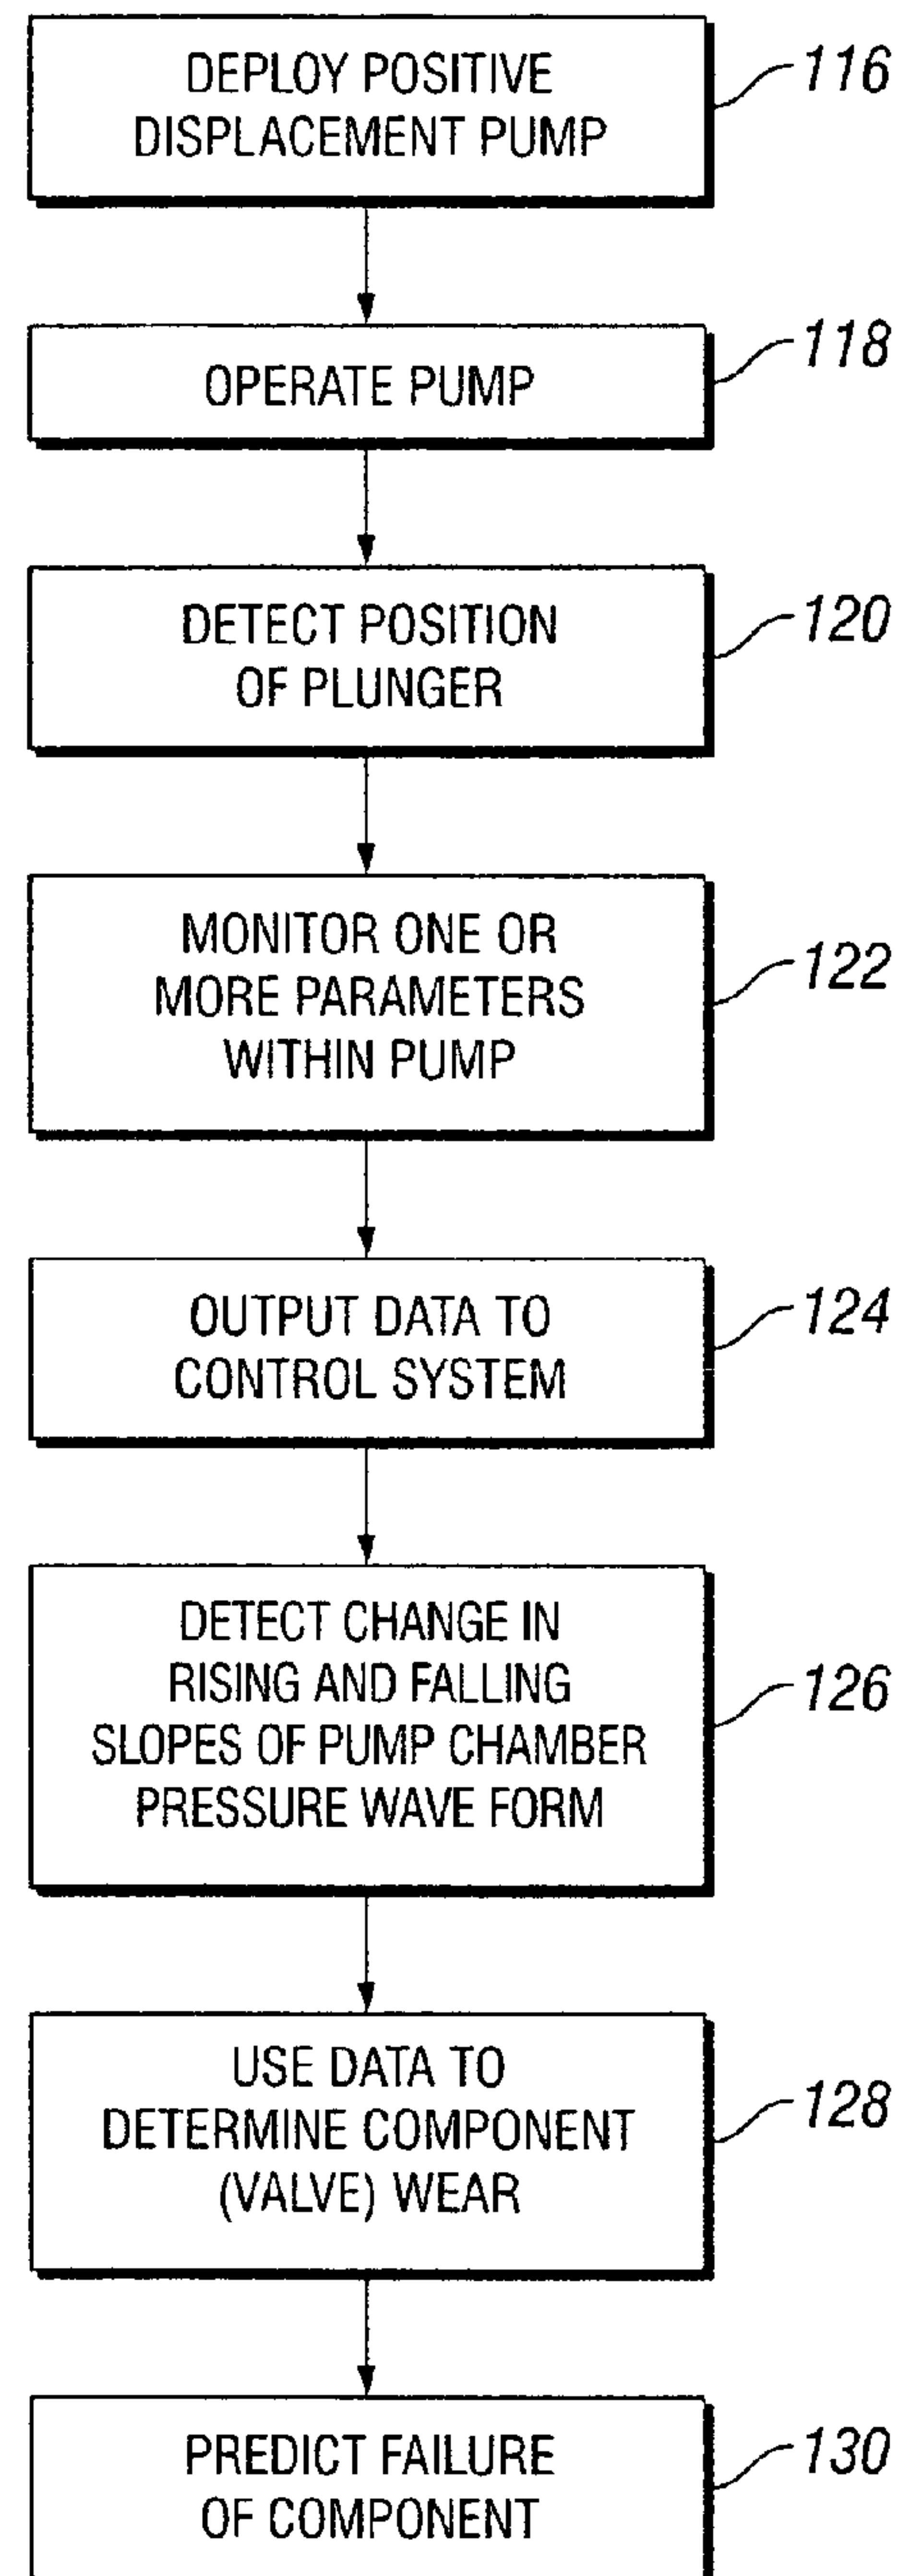 DEPLOY POSITIVE
DISPLACEMENT PUMP
116
OPERATE PUMP
118
DETECT POSITION
OF PLUNGER
120
MONITOR ONE OR
MORE PARAMETERS
WITHIN PUMP
122
OUTPUT DATA TO
CONTROL SYSTEM
124
DETECT CHANGE IN
RISING AND FALLING
SLOPES OF PUMP CHAMBER
PRESSURE WAVE FORM
126
USE DATA TO
DETERMINE COMPONENT
(VALVE) WEAR
128
PREDICT FAILURE
OF COMPONENT
130